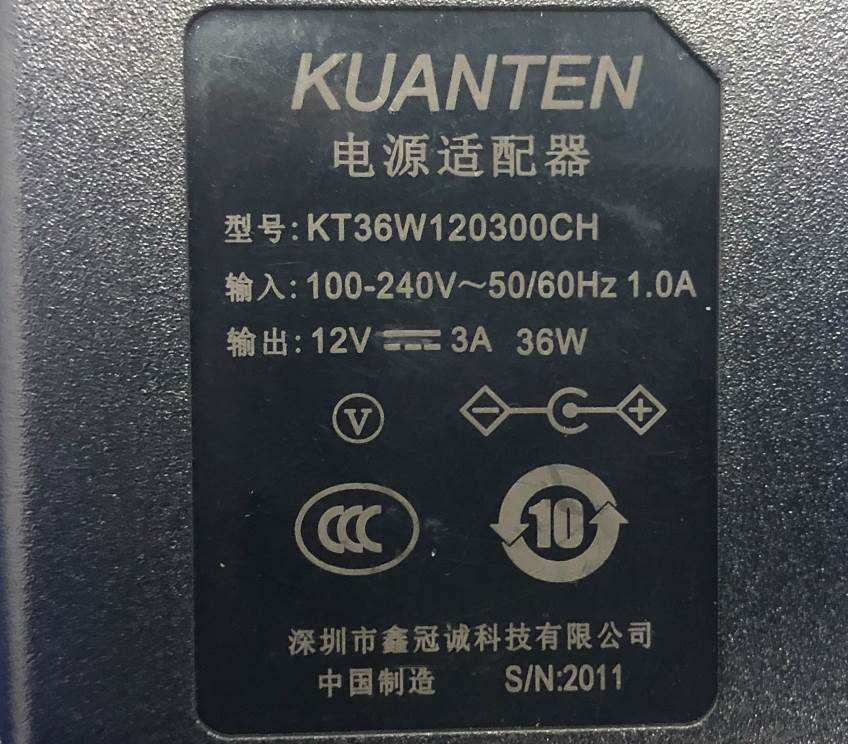 KUANTEN
电源适配器
型号:KT36W120300CH
输入:100-240V～50/60Hz 1.0A
输出:12V 3A 36W
V
CCC
10
深圳市鑫冠诚科技有限公司
中国制造 S/N:2011